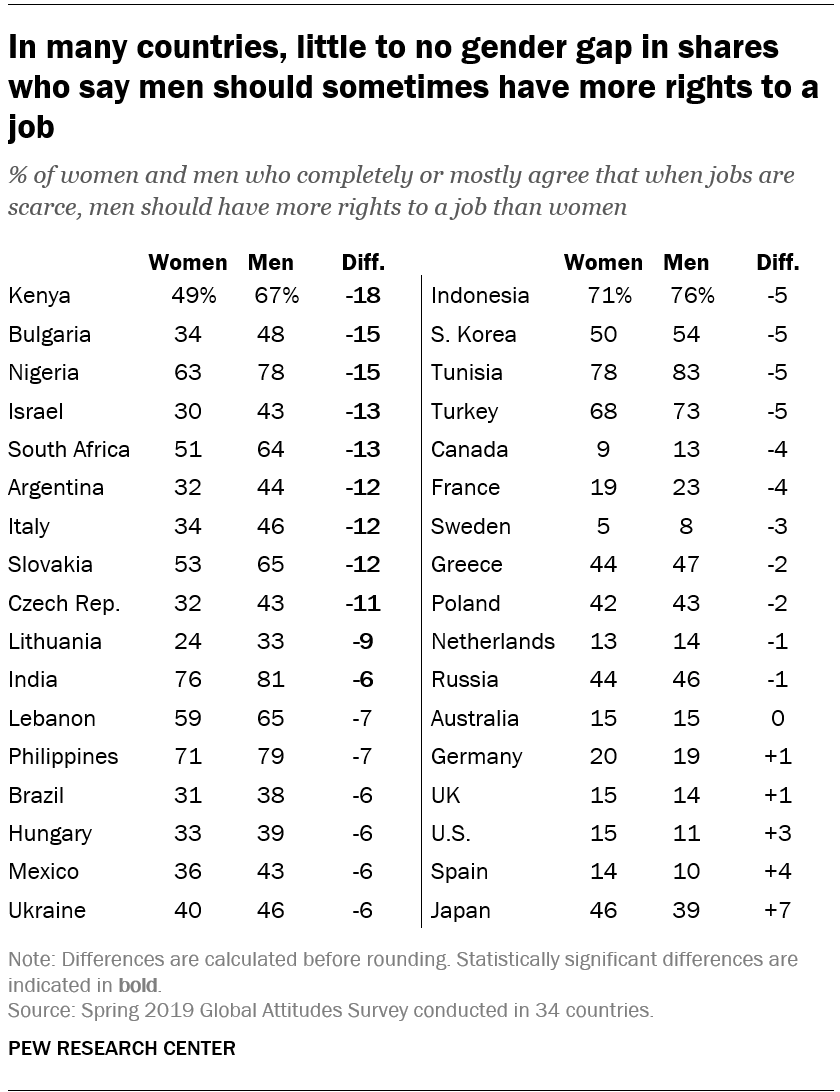 In many countries, little to no gender gap in shares
who say men should sometimes have more rights to a
job
% of women and men who completely or mostly agree that when jobs are
scarce, men should have more rights to a job than women
Women Men Diff.
Kenya 49% 67% -18
Bulgaria 34 48 -15
Nigeria 63 78 -15
Israel 30 43 -13
South Africa 51 64 -13
Argentina 32 44 -12
Italy 34 46 -12
Slovakia 53 65 -12
Czech Rep. 32 43 -11
Lithuania 24 33 -9
India 76 81 -6
Lebanon 59 65 -7
Philippines 71 79 -7
Brazil 31 38 -6
Hungary 33 39 -6
Mexico 36 43 -6
Ukraine 40 46 -6
Women Men Diff.
Indonesia 71% 76% -5
S. Korea 50 54 -5
Tunisia 78 83 -5
Turkey 68 73 -5
Canada 9 13 -4
France 19 23 -4
Sweden 5 8 -3
Greece 44 47 -2
Poland 42 43 -2
Netherlands 13 14 -1
Russia 44 46 -1
Australia 15 15 0
Germany 20 19 +1
UK 15 14 +1
U.S. 15 11 +3
Spain 14 10 +4
Japan 46 39 +7
Note: Differences are calculated before rounding. Statistically significant differences are
indicated in bold.
Source: Spring 2019 Global Attitudes Survey conducted in 34 countries.
PEW RESEARCH CENTER